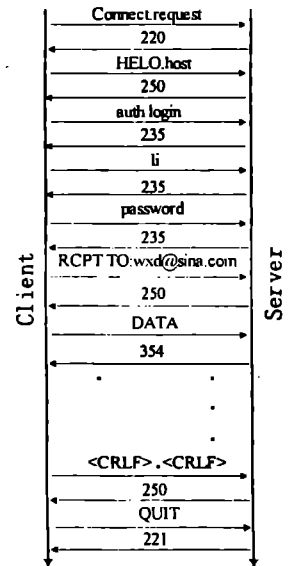 Connect.request
220
HELO.host
250
auth login
235
li
235
password
235
RCPT TO:wxd@sina.com
250
DATA
354
<CRLF>.<CRLF>
250
QUIT
221
Client
Server